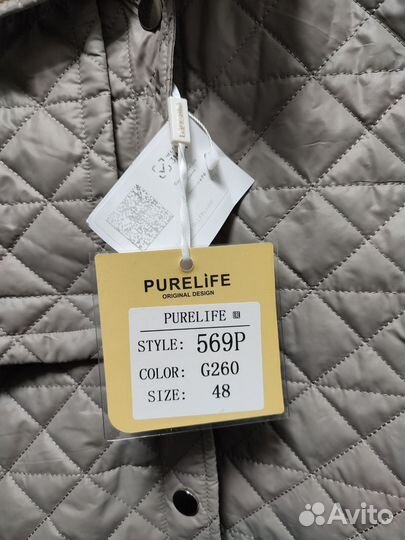 PURELiFE
ORIGINAL DESIGN
PURELIFE
STYLE: 569P
COLOR: G260
SIZE: 48
Avito